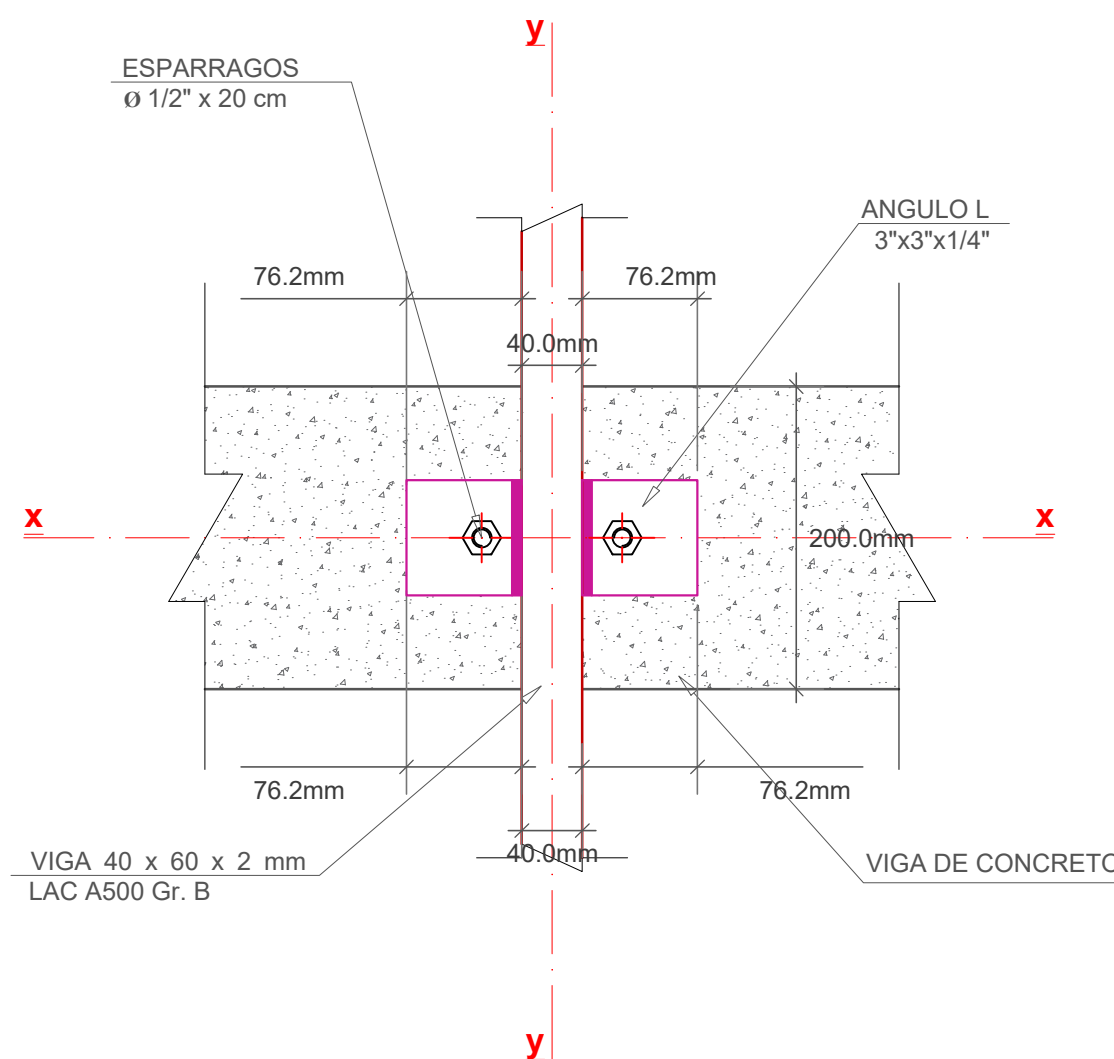 y
ESPARRAGOS
Ø 1/2" x 20 cm
ANGULO L
3"x3"x1/4"
76.2mm
76.2mm
40.0mm
x
x
200.0mm
76.2mm
76.2mm
40.0mm
VIGA 40 x 60 x 2 mm
LAC A500 Gr. B
VIGA DE CONCRETO
y